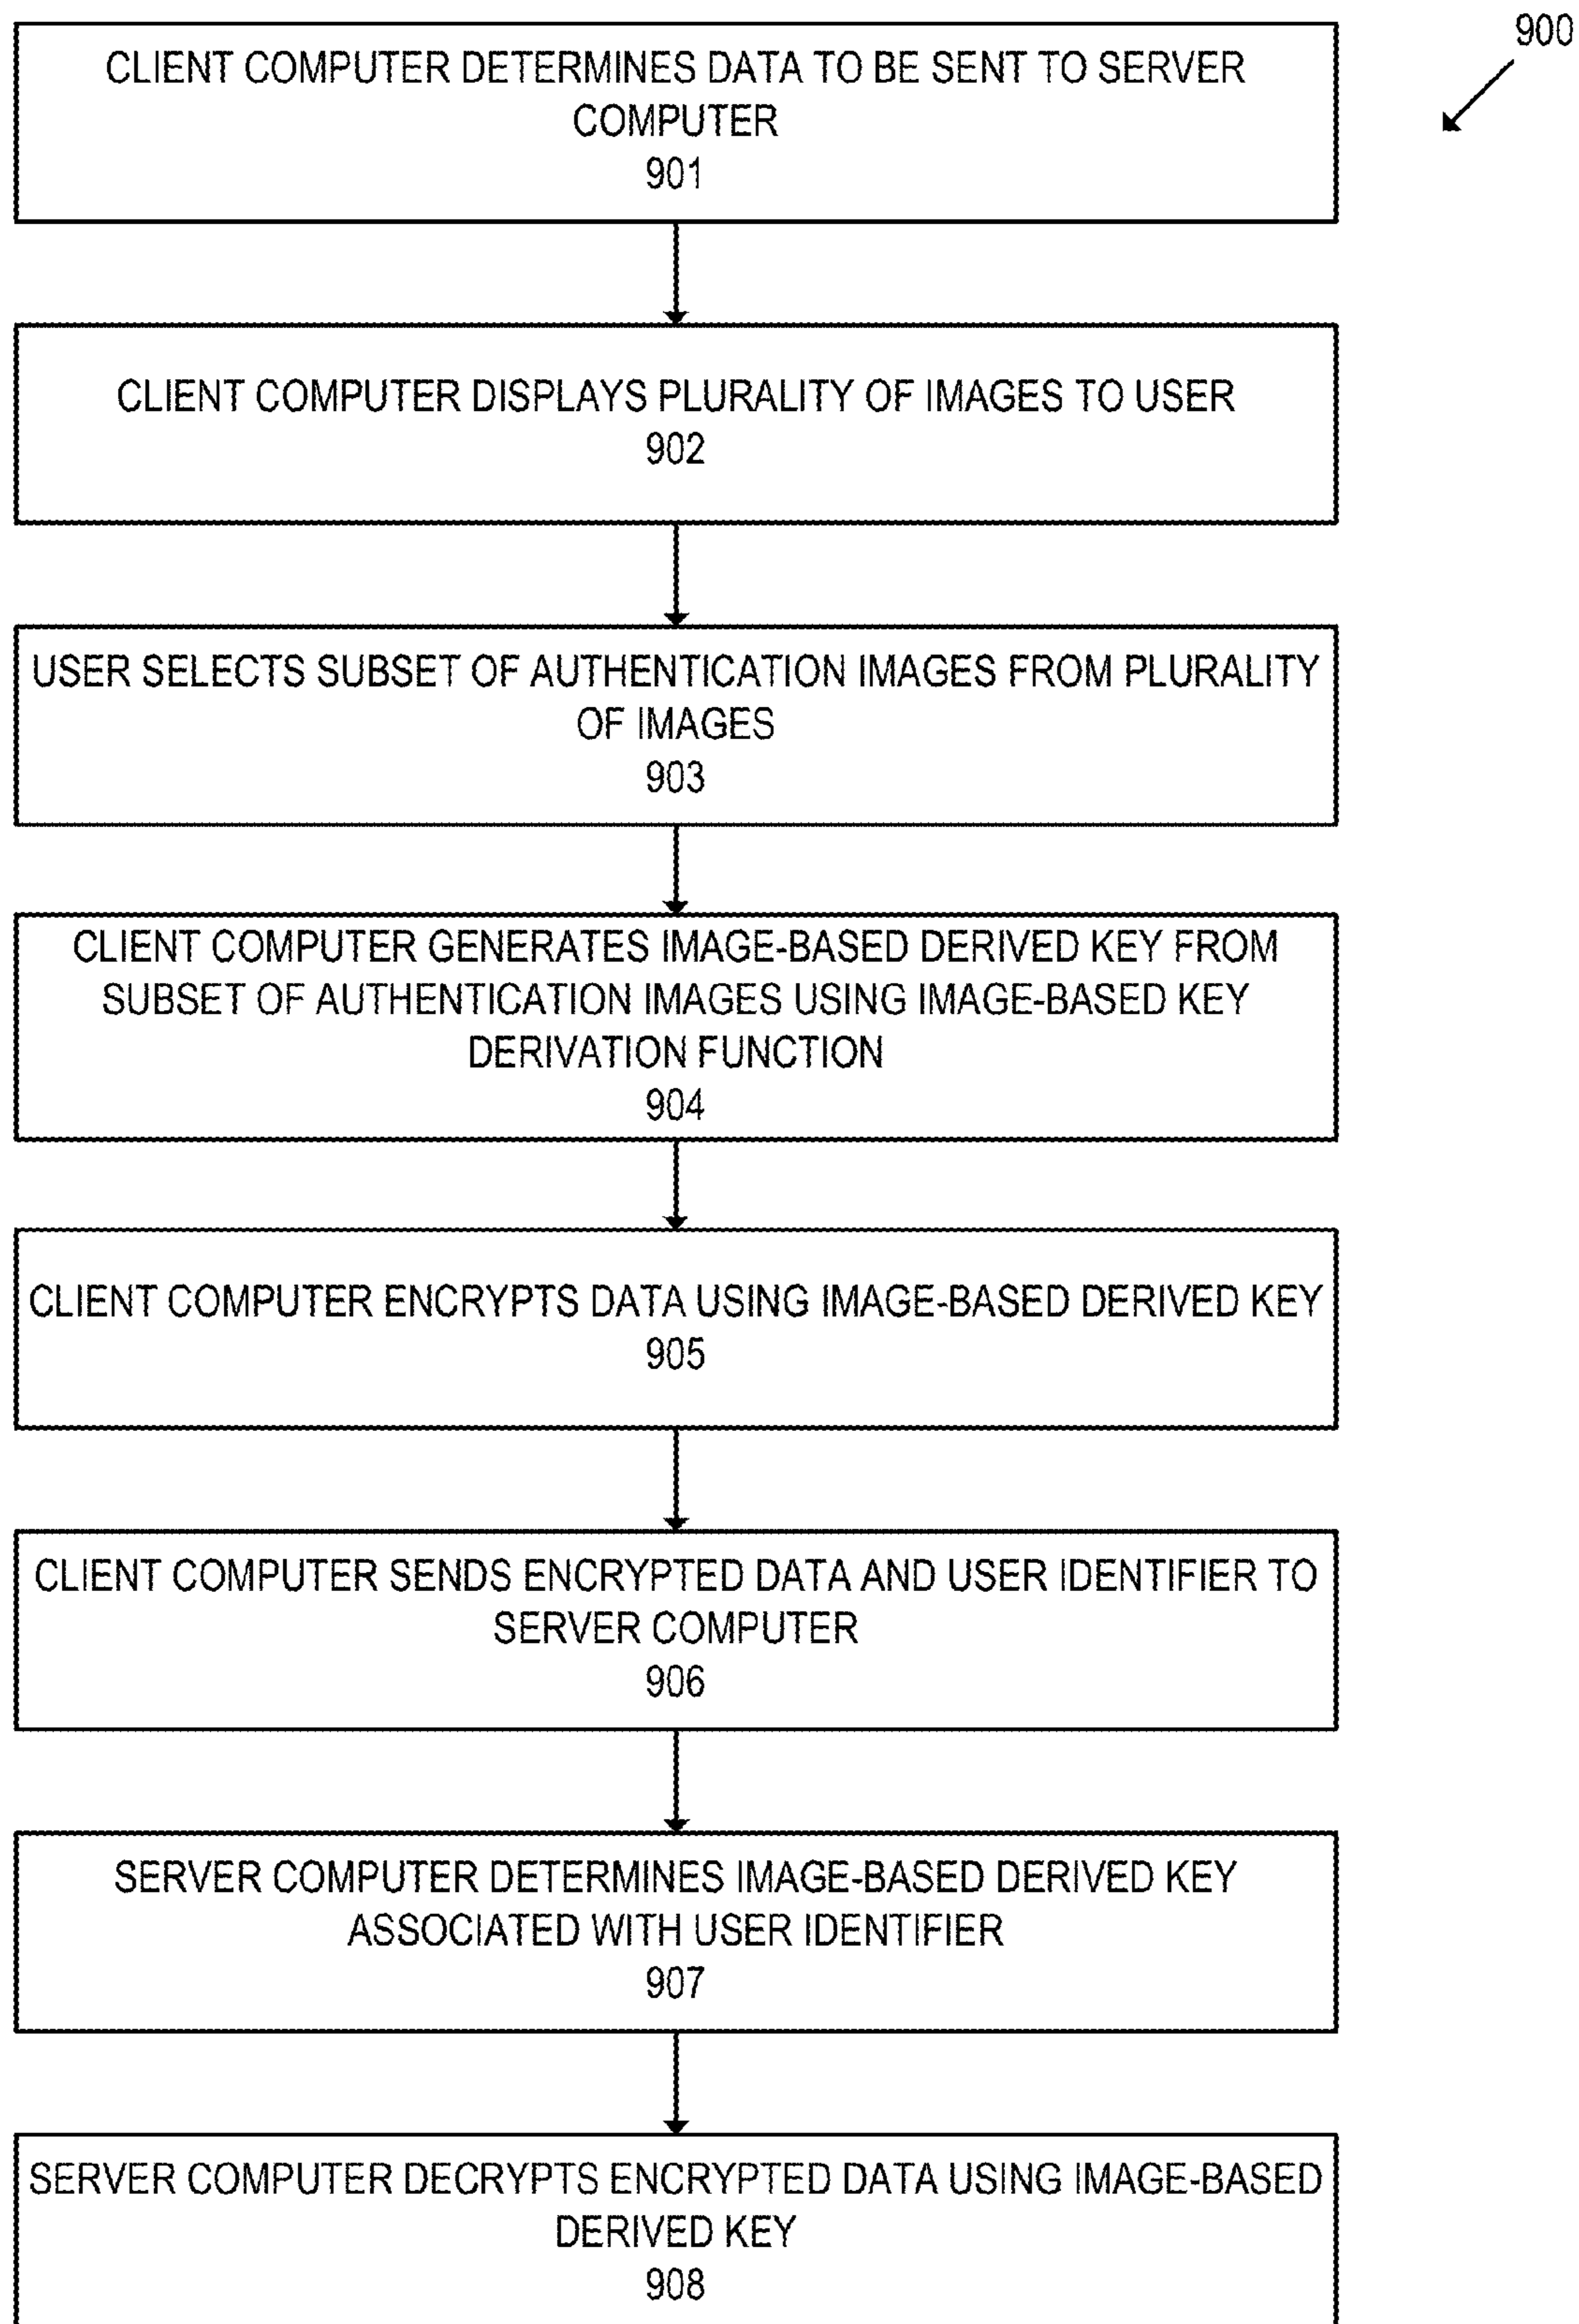 900
CLIENT COMPUTER DETERMINES DATA TO BE SENT TO SERVER
COMPUTER
901
CLIENT COMPUTER DISPLAYS PLURALITY OF IMAGES TO USER
902
USER SELECTS SUBSET OF AUTHENTICATION IMAGES FROM PLURALITY
OF IMAGES
903
CLIENT COMPUTER GENERATES IMAGE-BASED DERIVED KEY FROM
SUBSET OF AUTHENTICATION IMAGES USING IMAGE-BASED KEY
DERIVATION FUNCTION
904
CLIENT COMPUTER ENCRYPTS DATA USING IMAGE-BASED DERIVED KEY
905
CLIENT COMPUTER SENDS ENCRYPTED DATA AND USER IDENTIFIER TO
SERVER COMPUTER
906
SERVER COMPUTER DETERMINES IMAGE-BASED DERIVED KEY
ASSOCIATED WITH USER IDENTIFIER
907
SERVER COMPUTER DECRYPTS ENCRYPTED DATA USING IMAGE-BASED
DERIVED KEY
908